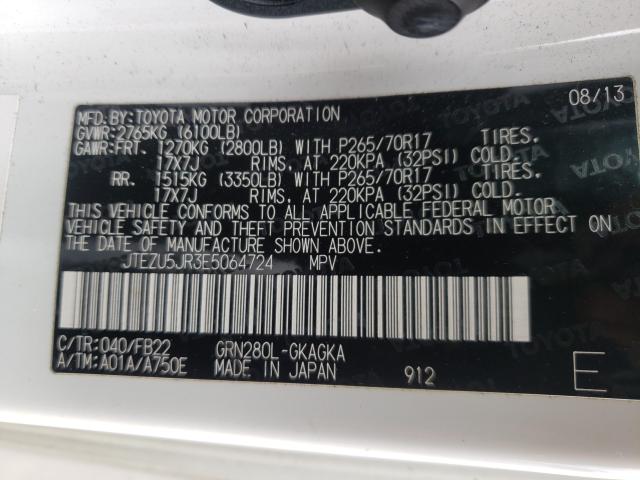 MFD. BY: TOYOTA MOTOR CORPORATION 08/13
GVWR: 2765KG (6100LB)
GAWR: FRT. 1270KG (2800LB) WITH P265/70R17 TIRES.
17X7J RIMS, AT 220KPA (32PSI) COLD.
RR. 1515KG (3350LB) WITH P265/70R17 TIRES.
17X7J RIMS, AT 220KPA (32PSI) COLD.
THIS VEHICLE CONFORMS TO ALL APPLICABLE FEDERAL MOTOR
VEHICLE SAFETY AND THEFT PREVENTION STANDARDS IN EFFECT ON
THE DATE OF MANUFACTURE SHOWN ABOVE.
JTEZU5JR3E5064724 MPV
C/TR: 040/FB22 GRN280L-GKAGKA
A/TM: A01A/A750E MADE IN JAPAN 912 E